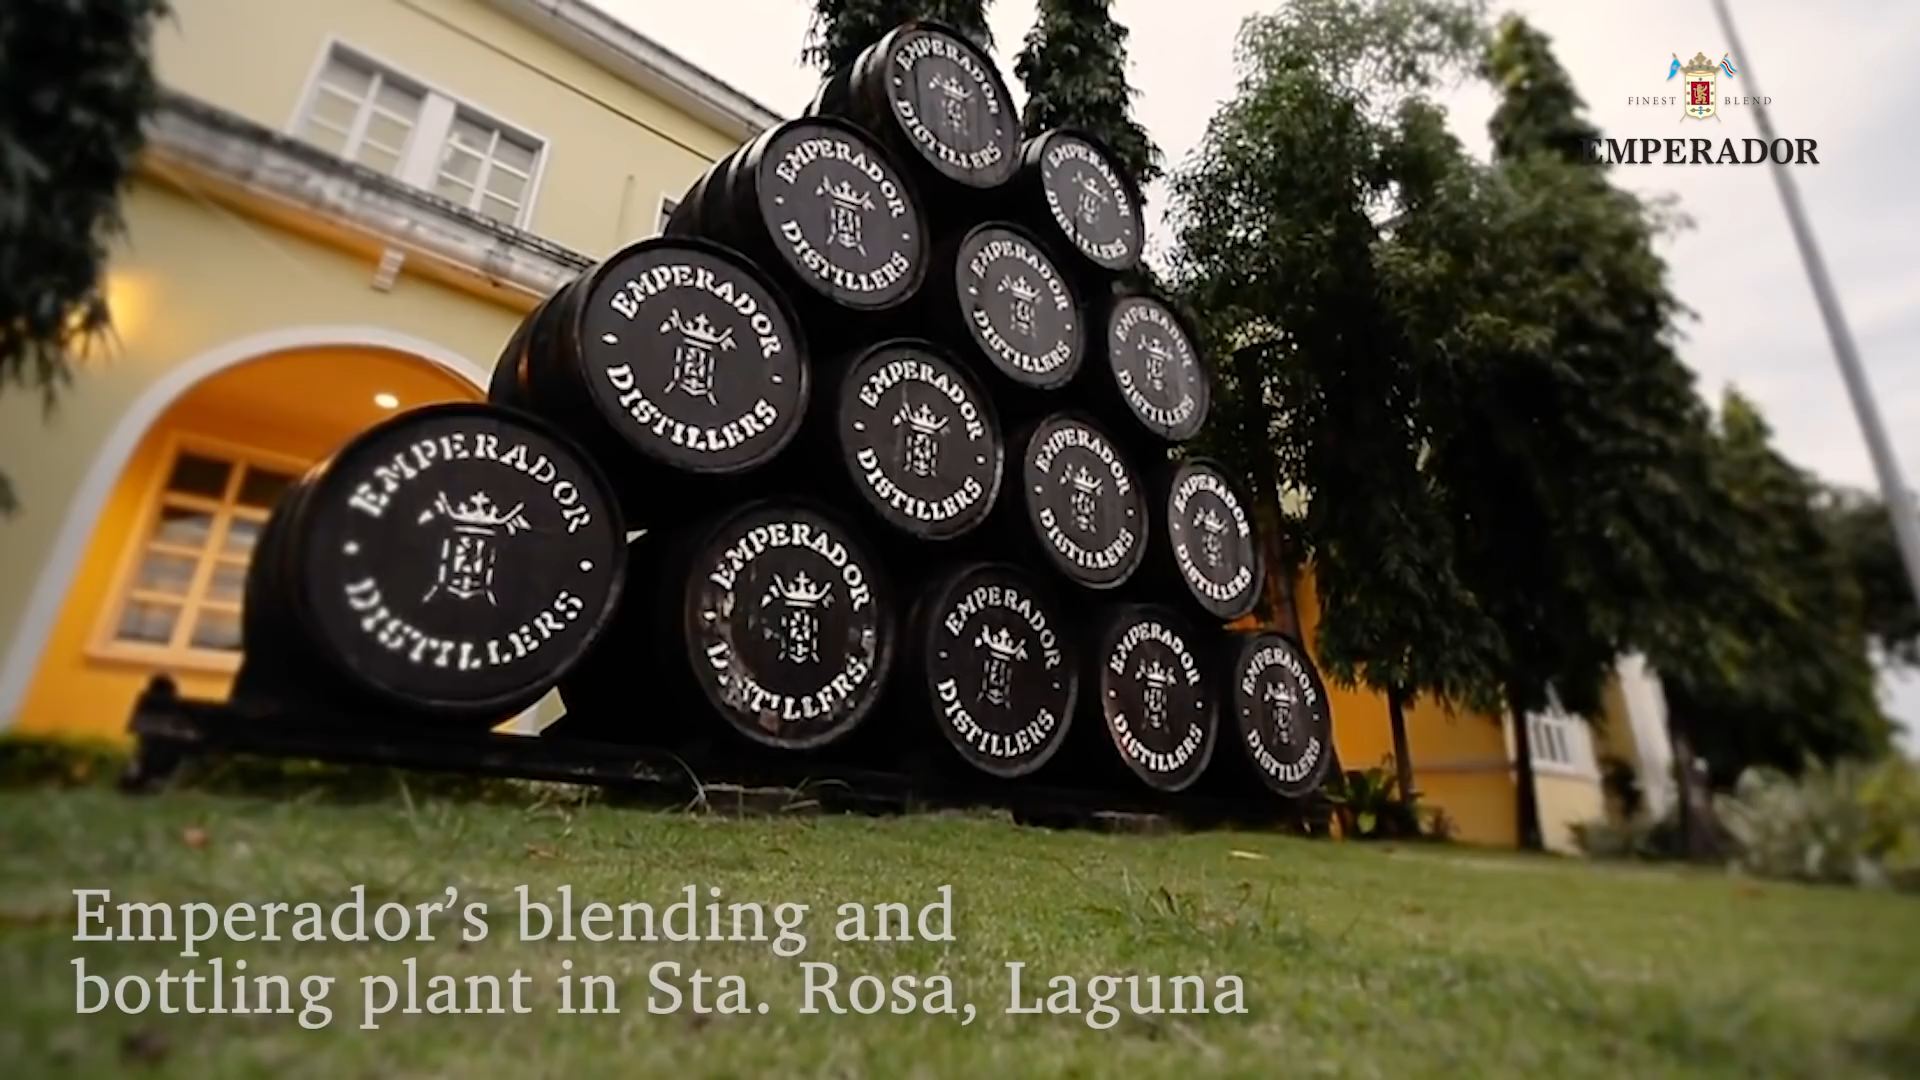 FINEST BLEND
EMPERADOR
EMPERADOR
DISTILLERS
EMPERADOR
DISTILLERS
EMPERADOR
DISTILLERS
EMPERADOR
DISTILLERS
EMPERADOR
DISTILLERS
EMPERADOR
DISTILLERS
EMPERADOR
DISTILLERS
EMPERADOR
DISTILLERS
EMPERADOR
DISTILLERS
EMPERADOR
DISTILLERS
EMPERADOR
DISTILLERS
EMPERADOR
DISTILLERS
EMPERADOR
DISTILLERS
EMPERADOR
DISTILLERS
Emperador’s blending and
bottling plant in Sta. Rosa, Laguna